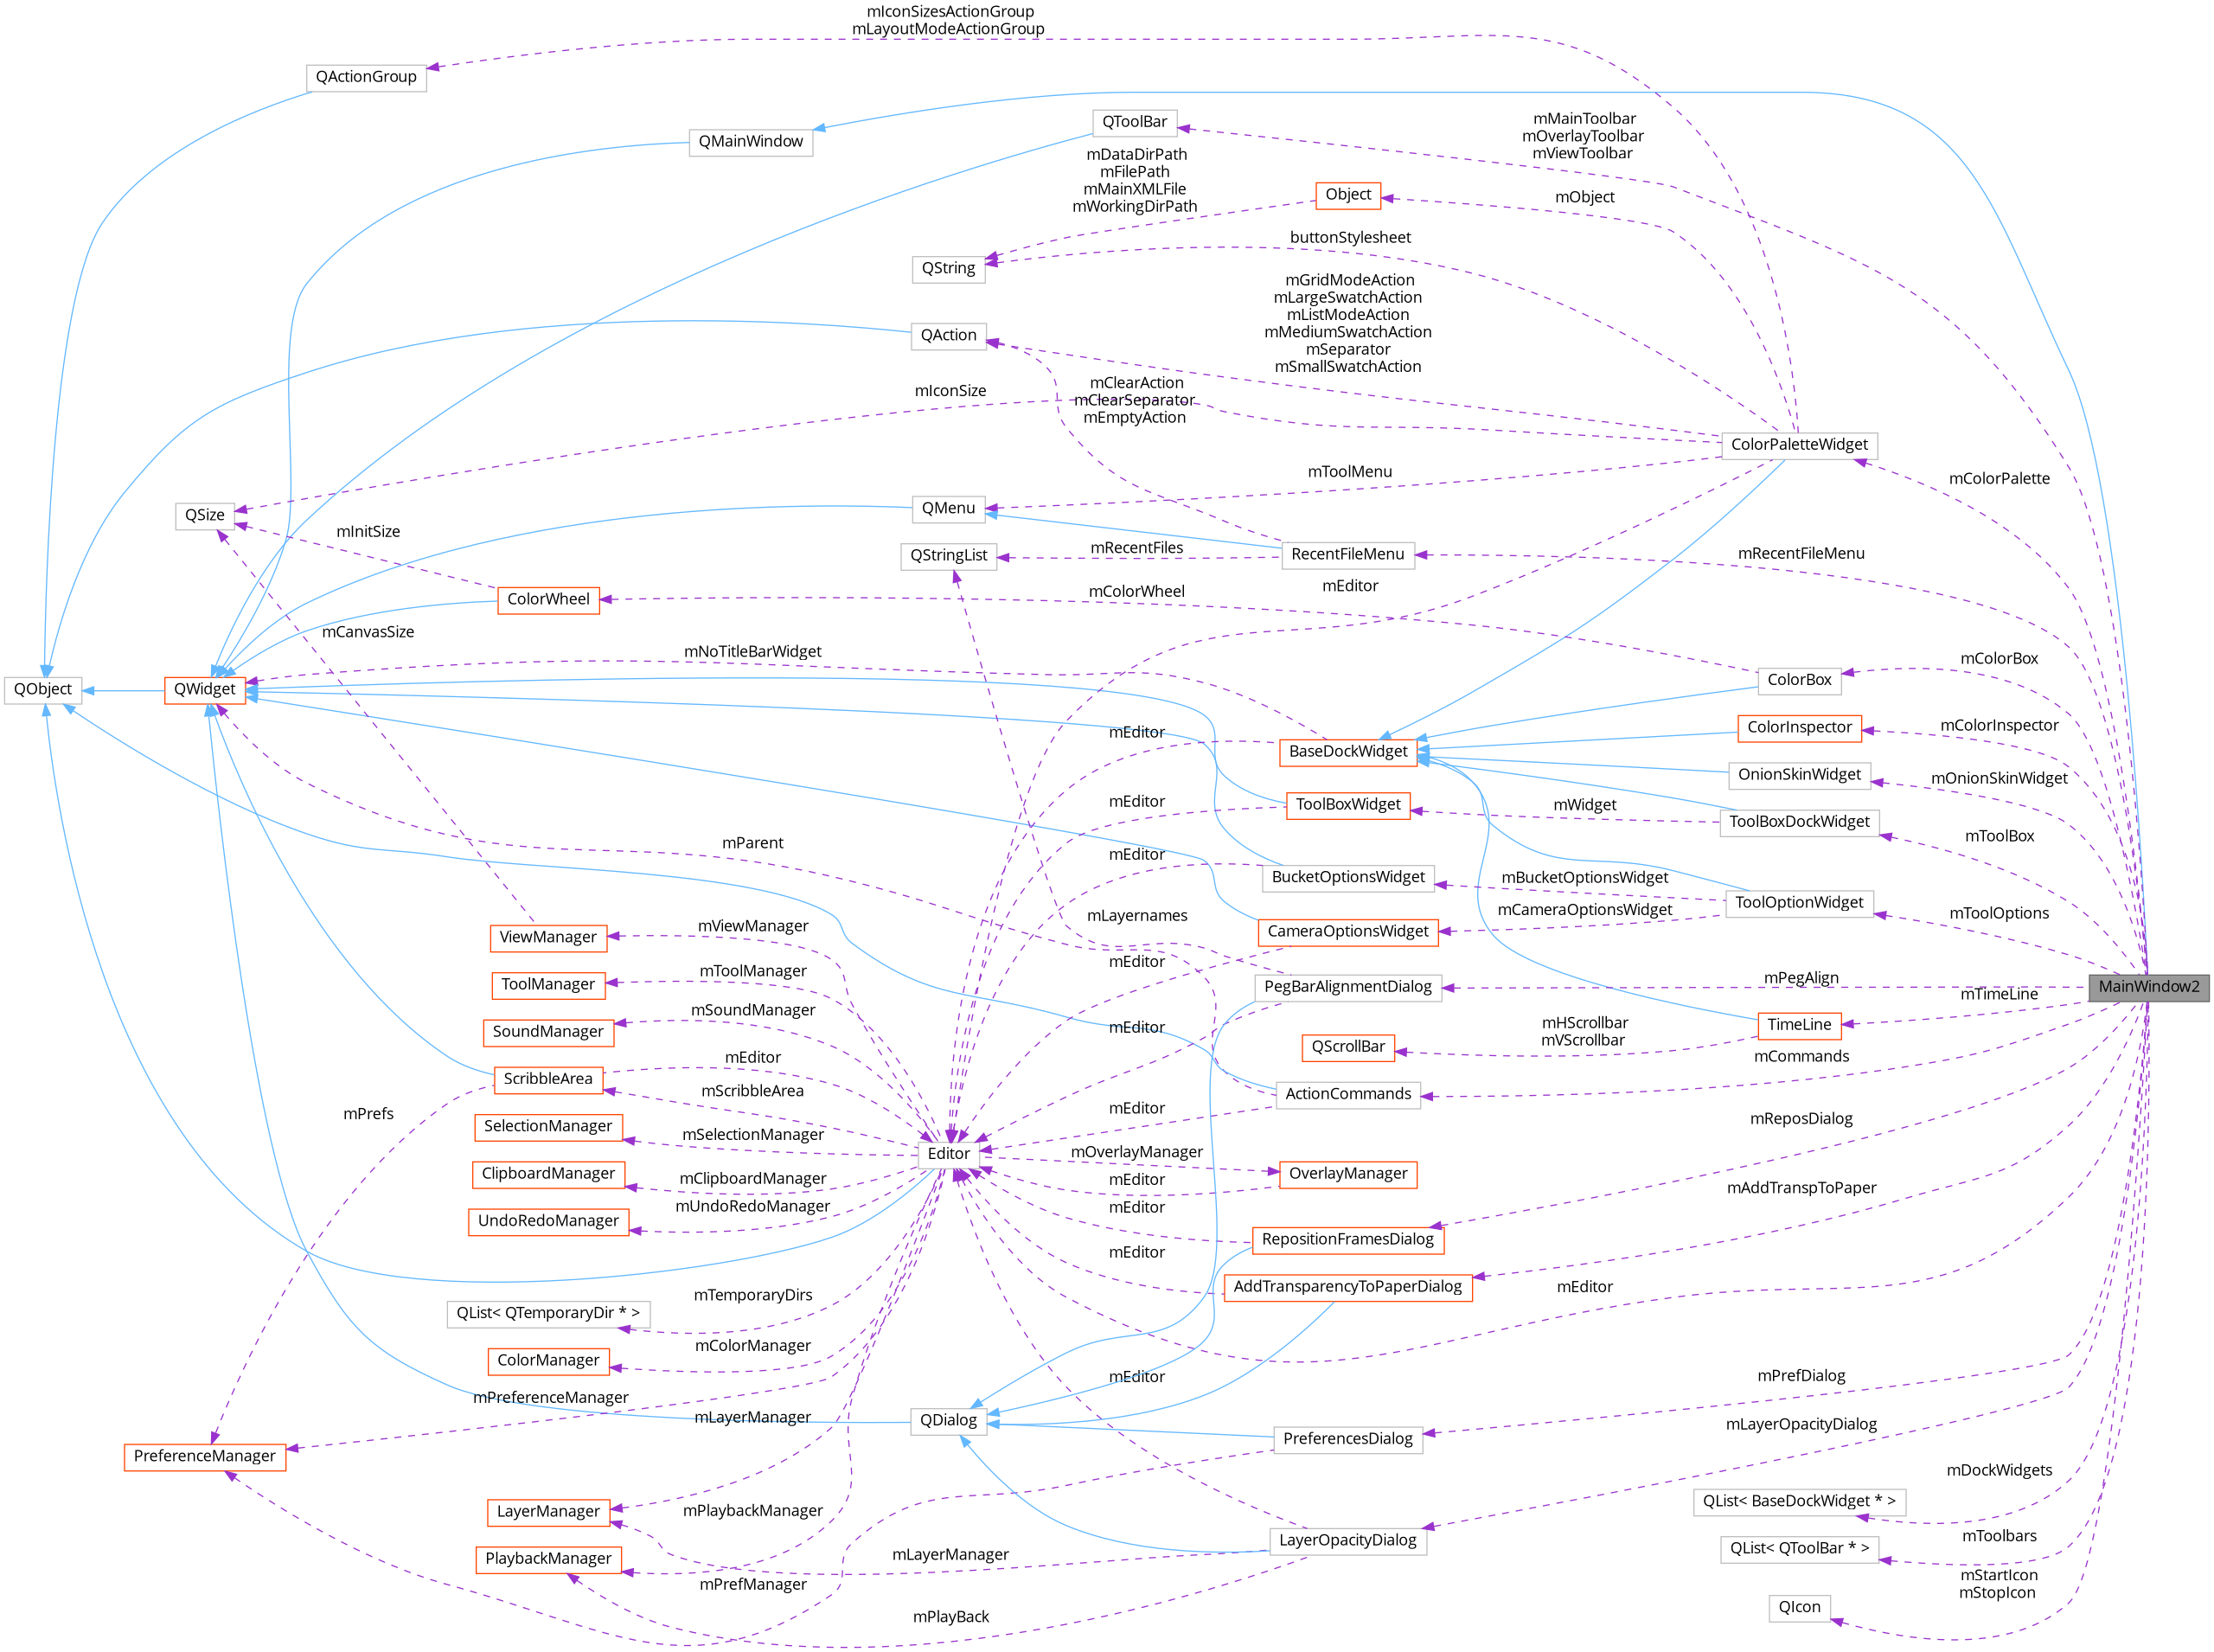 mIconSizesActionGroup
mLayoutModeActionGroup
QActionGroup
QMainWindow
QToolBar
mMainToolbar
mOverlayToolbar
mViewToolbar
mDataDirPath
mFilePath
mMainXMLFile
mWorkingDirPath
Object
mObject
buttonStylesheet
QString
mGridModeAction
mLargeSwatchAction
mListModeAction
mMediumSwatchAction
mSeparator
mSmallSwatchAction
QAction
mIconSize
mClearAction
mClearSeparator
mEmptyAction
ColorPaletteWidget
mToolMenu
mColorPalette
QSize
QMenu
mInitSize
QStringList
mRecentFiles
RecentFileMenu
mRecentFileMenu
mEditor
ColorWheel
mColorWheel
mCanvasSize
mNoTitleBarWidget
mColorBox
QObject
QWidget
ColorBox
mEditor
BaseDockWidget
ColorInspector
mColorInspector
OnionSkinWidget
mOnionSkinWidget
mEditor
ToolBoxWidget
mWidget
ToolBoxDockWidget
mToolBox
mParent
mEditor
BucketOptionsWidget
mBucketOptionsWidget
ToolOptionWidget
mToolOptions
mLayernames
mCameraOptionsWidget
CameraOptionsWidget
ViewManager
mViewManager
mEditor
ToolManager
mToolManager
PegBarAlignmentDialog
mPegAlign
MainWindow2
mTimeLine
SoundManager
mSoundManager
mEditor
QScrollBar
mHScrollbar
mVScrollbar
TimeLine
mCommands
ScribbleArea
mEditor
mScribbleArea
mPrefs
ActionCommands
mEditor
mReposDialog
SelectionManager
mSelectionManager
Editor
mOverlayManager
OverlayManager
mEditor
ClipboardManager
mClipboardManager
mAddTranspToPaper
UndoRedoManager
mUndoRedoManager
mEditor
RepositionFramesDialog
mEditor
AddTransparencyToPaperDialog
mEditor
QList< QTemporaryDir * >
mTemporaryDirs
ColorManager
mColorManager
mEditor
mPrefDialog
mPreferenceManager
mLayerManager
QDialog
PreferencesDialog
mLayerOpacityDialog
PreferenceManager
mDockWidgets
LayerManager
mPlaybackManager
QList< BaseDockWidget * >
LayerOpacityDialog
mToolbars
QList< QToolBar * >
PlaybackManager
mLayerManager
mPrefManager
mStartIcon
mStopIcon
QIcon
mPlayBack